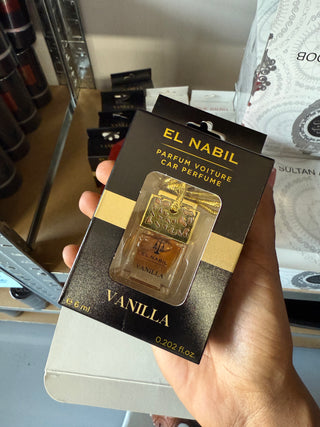 EL NABIL
PARFUM VOITURE
CAR PERFUME
EL NABIL
VANILLA
VANILLA
6 ml
0.202 fl.oz
SULTAN